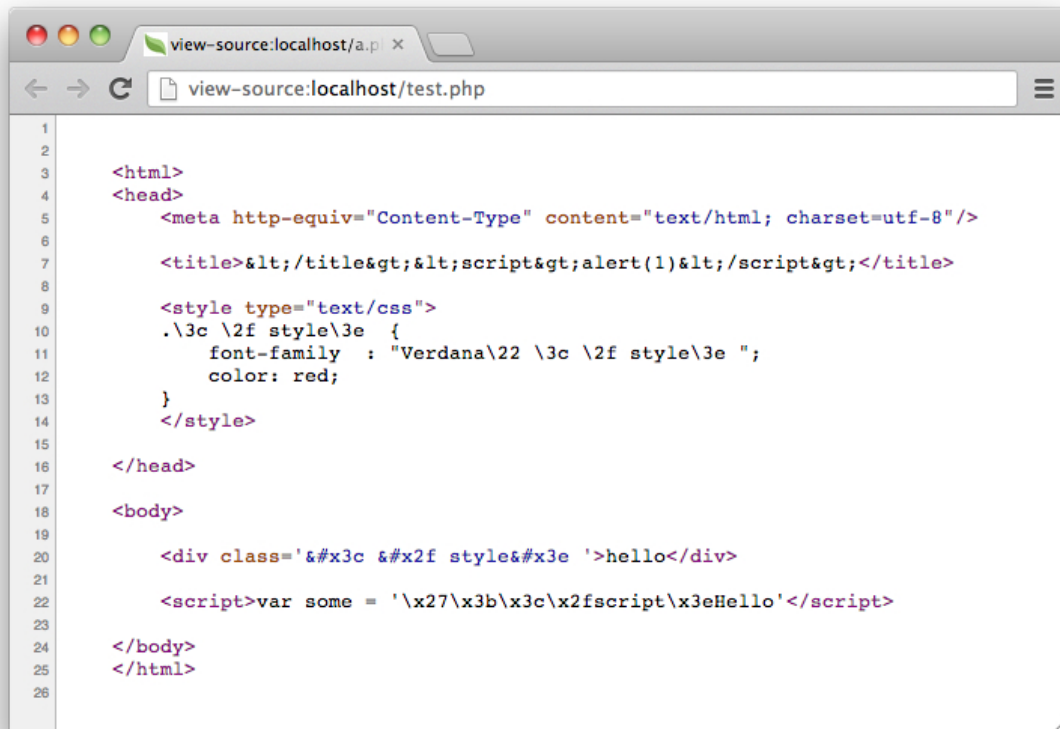 view-source:localhost/a.p
view-source:localhost/test.php
1
2
3 <html>
4 <head>
5 <meta http-equiv="Content-Type" content="text/html; charset=utf-8"/>
6
7 <title>&lt;/title&gt;&lt;script&gt;alert(1)&lt;/script&gt;</title>
8
9 <style type="text/css">
10 .\3c \2f style\3e  {
11 font-family  : "Verdana\22 \3c \2f style\3e ";
12 color: red;
13 }
14 </style>
15
16 </head>
17
18 <body>
19
20 <div class='&#x3c &#x2f style&#x3e '>hello</div>
21
22 <script>var some = '\x27\x3b\x3c\x2fscript\x3eHello'</script>
23
24 </body>
25 </html>
26